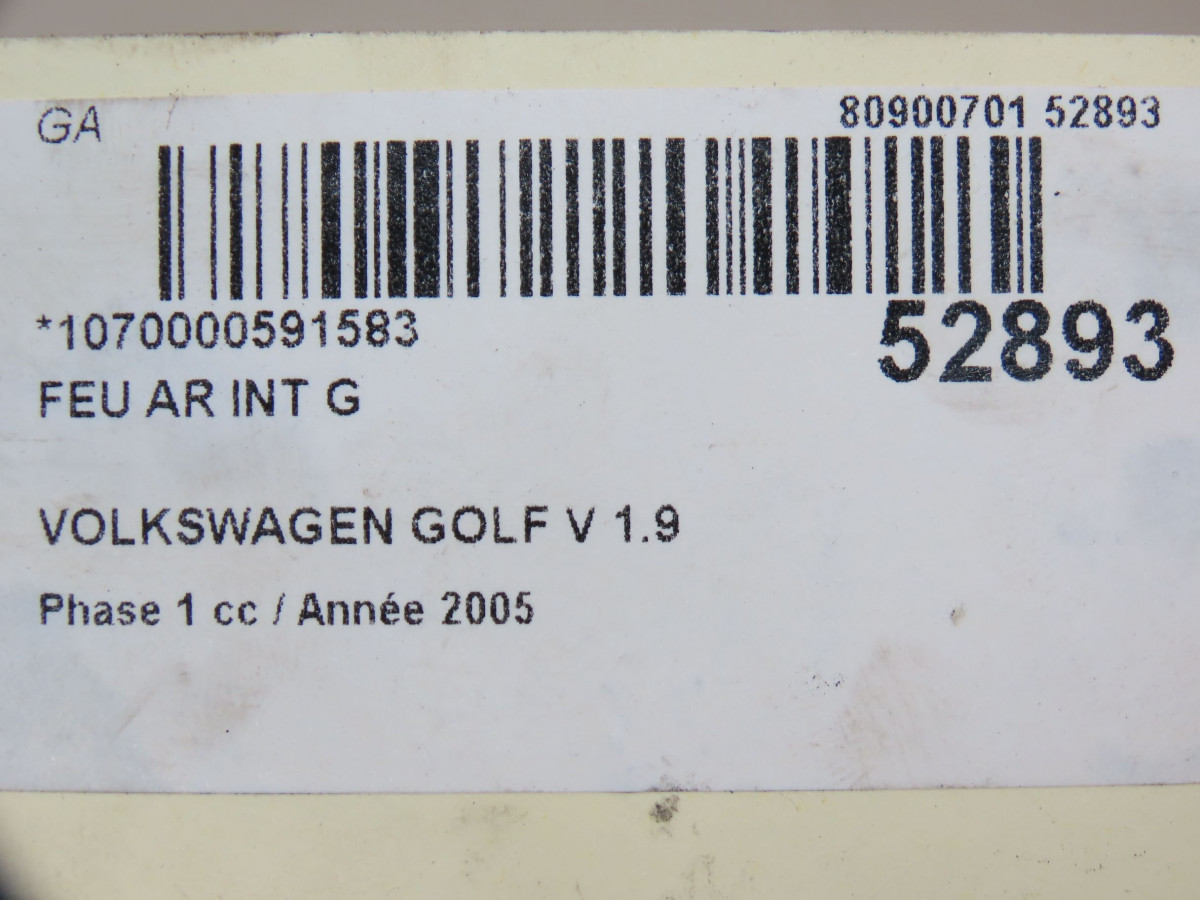 GA 80900701 52893
*1070000591583 52893
FEU AR INT G
VOLKSWAGEN GOLF V 1.9
Phase 1 cc / Année 2005